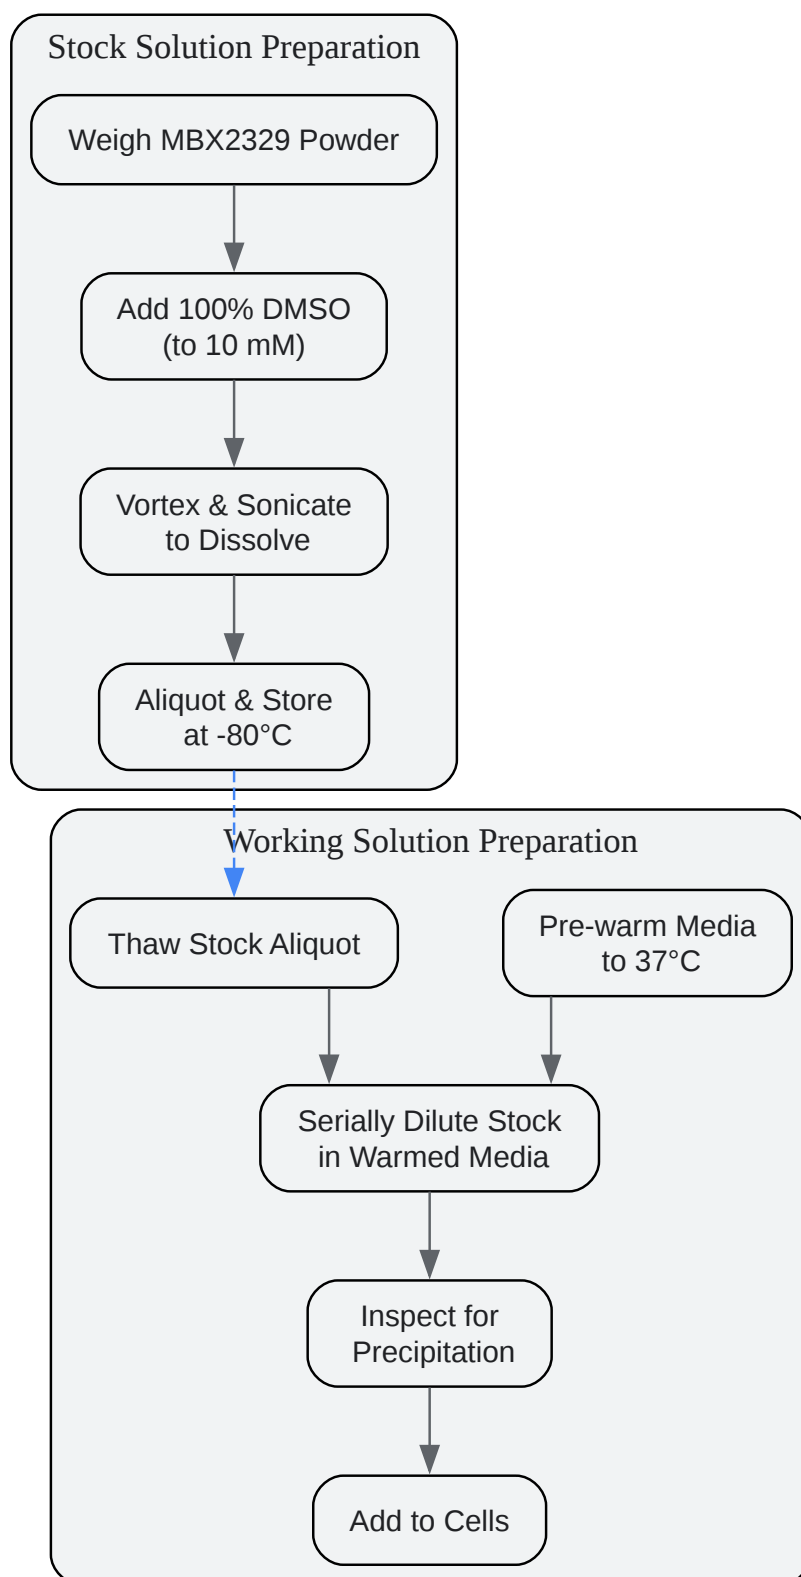 Stock Solution Preparation
Weigh MBX2329 Powder
Add 100% DMSO
(to 10 mM)
Vortex & Sonicate
to Dissolve
Aliquot & Store
at -80°C
Working Solution Preparation
Thaw Stock Aliquot
Pre-warm Media
to 37°C
Serially Dilute Stock
in Warmed Media
Inspect for
Precipitation
Add to Cells